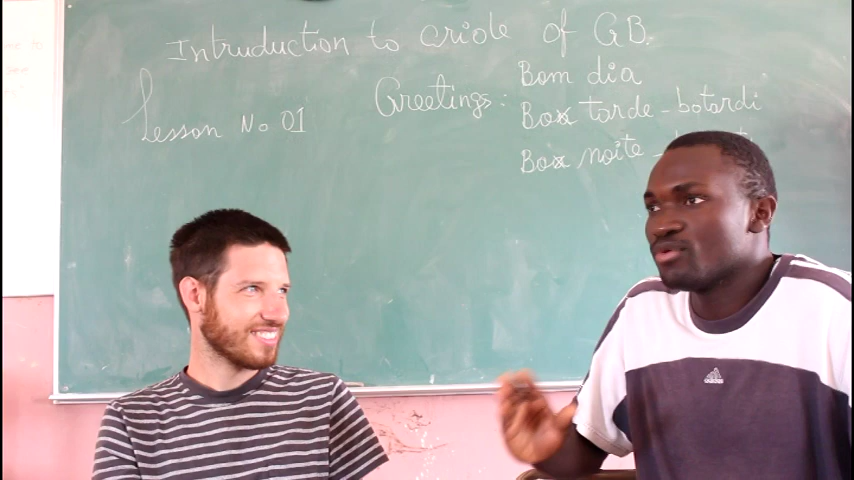 Intruduction to criole of GB.
Lesson No 01
Greetings: Bom dia
Boa tarde - botardi
Boa noite -
adidas